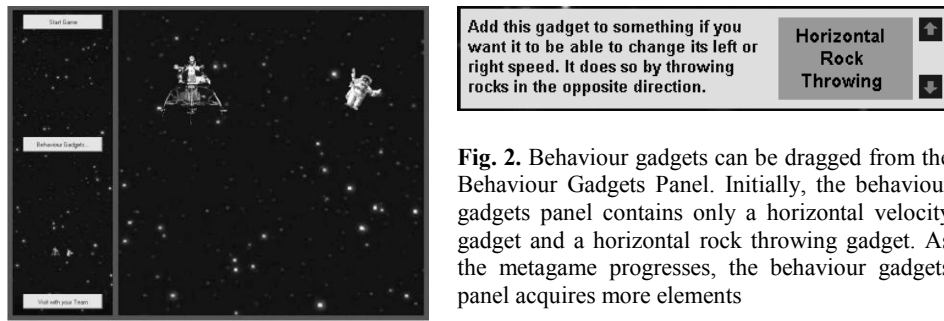 Start Game
Behaviour Gadgets...
Visit with your Team
Add this gadget to something if you
want it to be able to change its left or
right speed. It does so by throwing
rocks in the opposite direction.
Horizontal
Rock
Throwing
Fig. 2. Behaviour gadgets can be dragged from the
Behaviour Gadgets Panel. Initially, the behaviou
gadgets panel contains only a horizontal velocity
gadget and a horizontal rock throwing gadget. As
the metagame progresses, the behaviour gadgets
panel acquires more elements